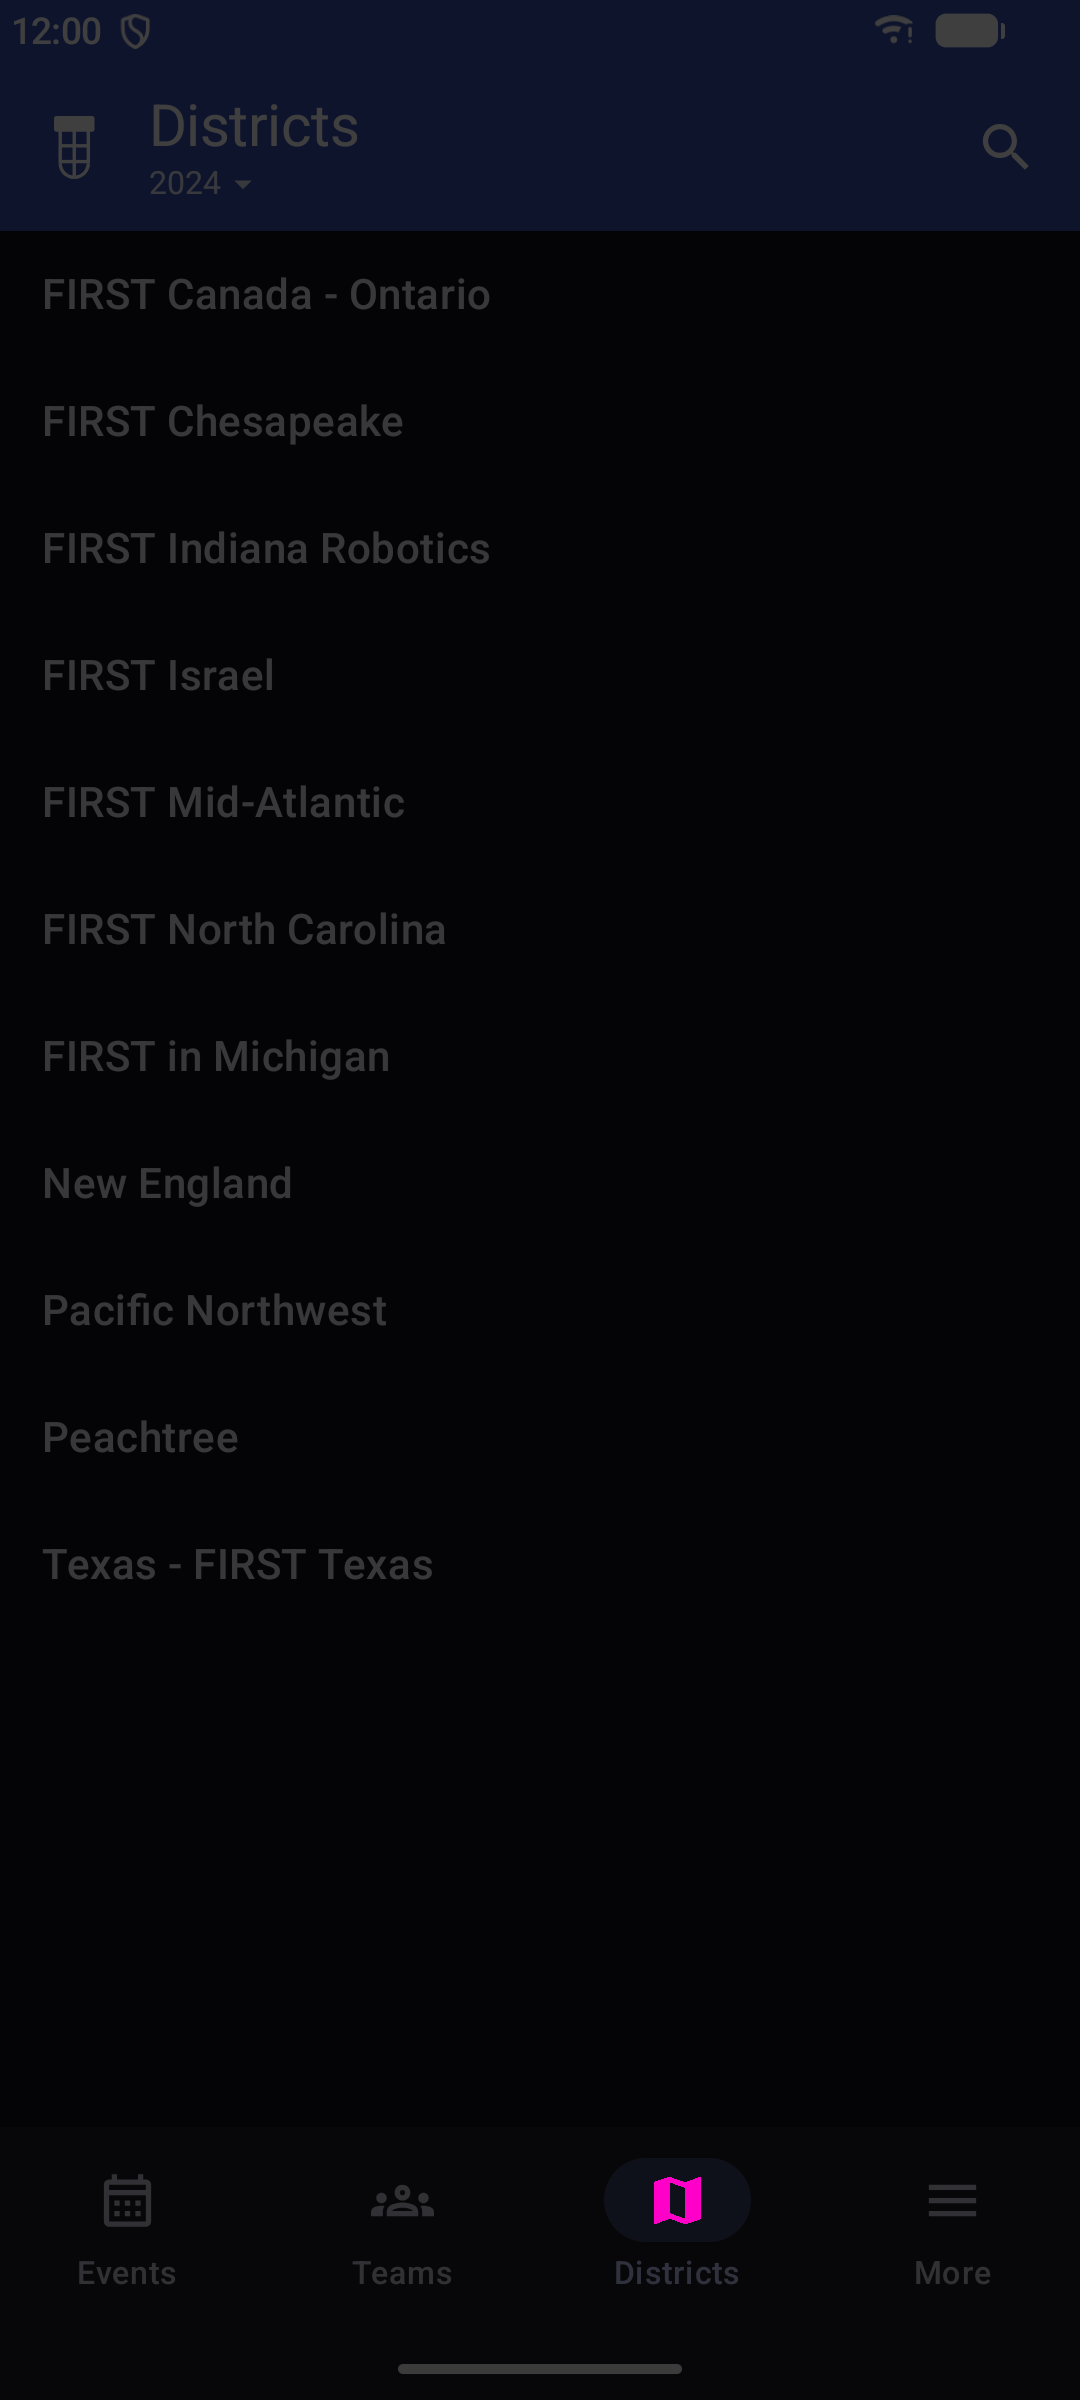 12:00
Districts
2024
FIRST Canada - Ontario
FIRST Chesapeake
FIRST Indiana Robotics
FIRST Israel
FIRST Mid-Atlantic
FIRST North Carolina
FIRST in Michigan
New England
Pacific Northwest
Peachtree
Texas - FIRST Texas
Events
Teams
Districts
More